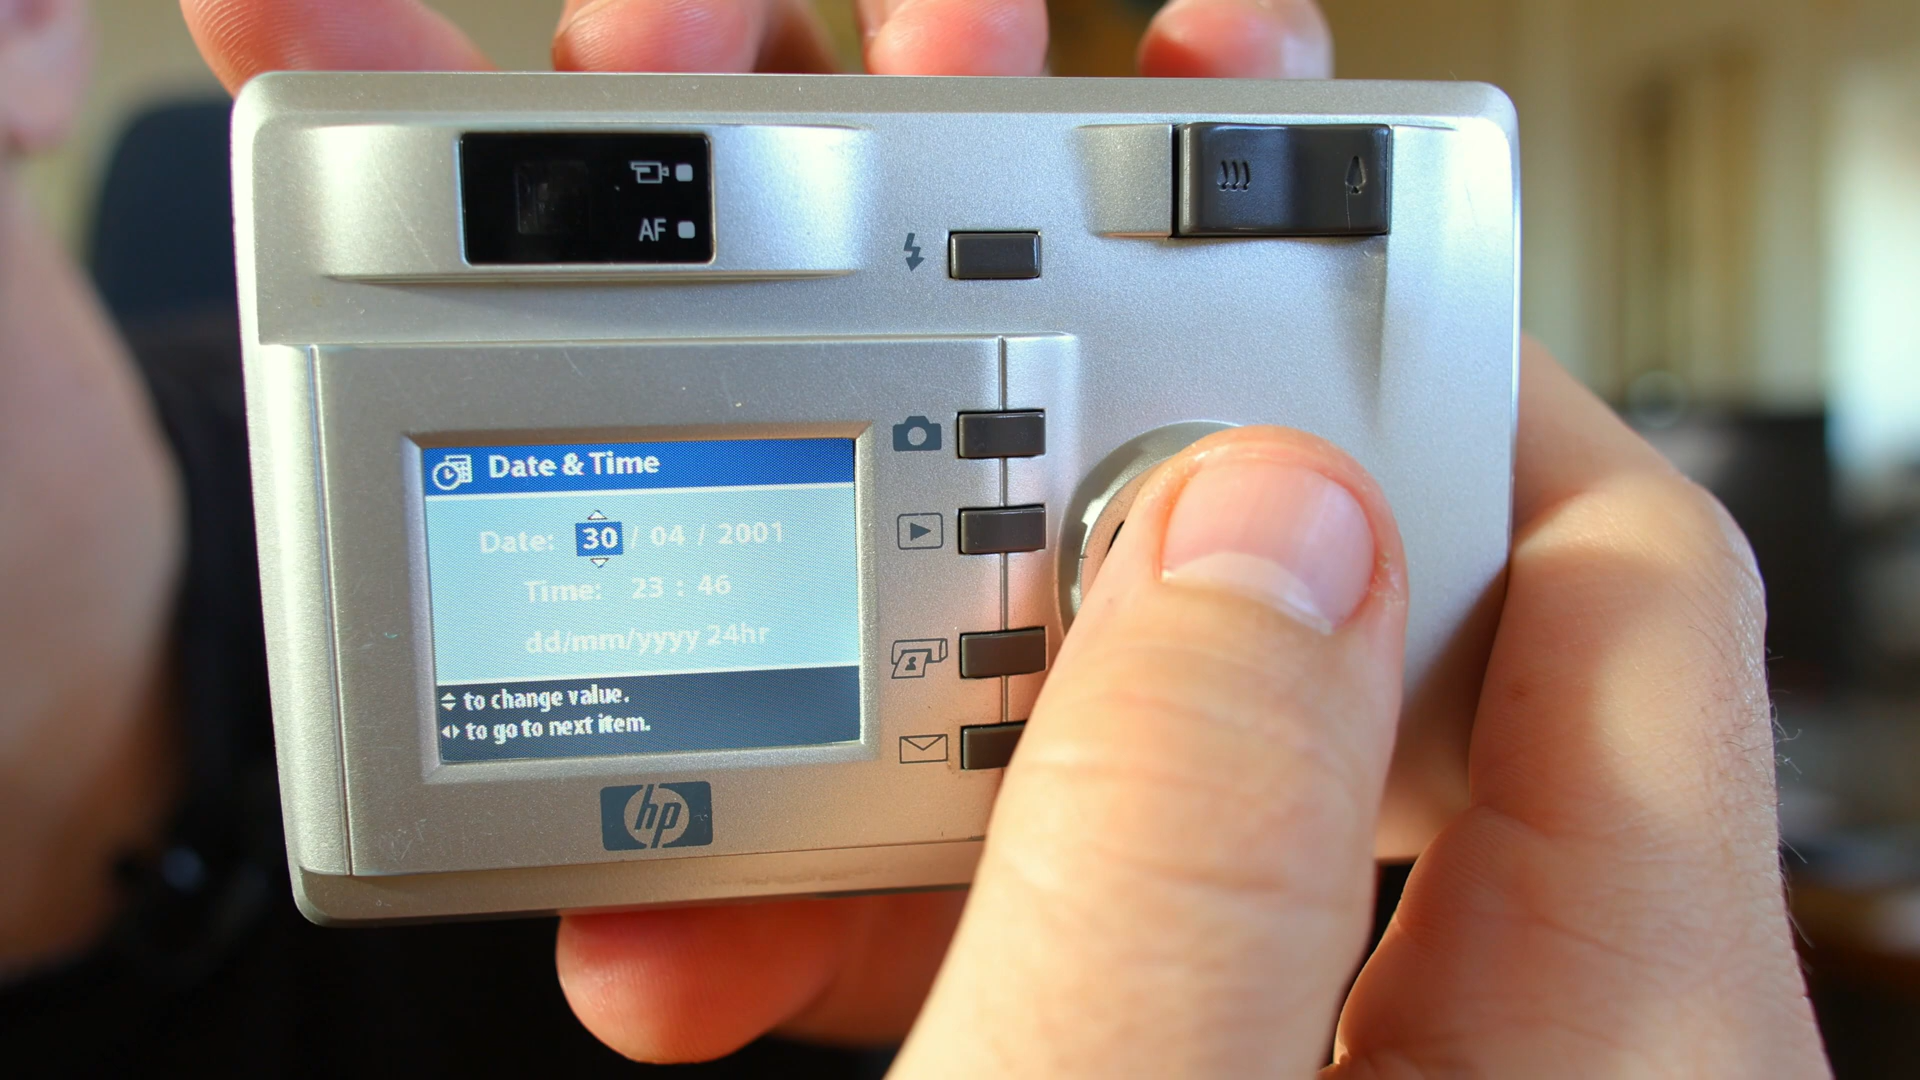 AF
Date & Time
Date: 30 / 04 / 2001
Time: 23 : 46
dd/mm/yyyy 24hr
to change value.
to go to next item.
hp